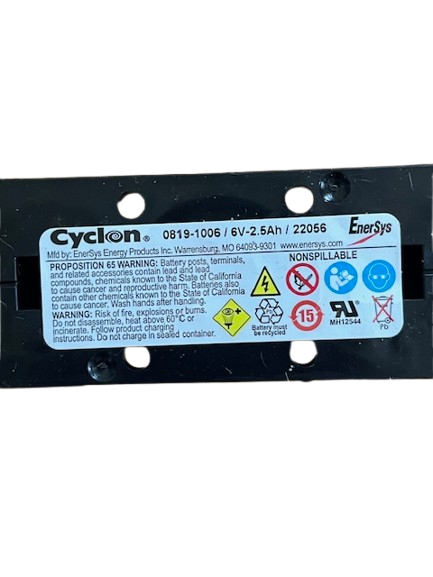 Cyclon® 0819-1006 / 6V-2.5Ah / 22056 EnerSys
Mfd by: EnerSys Energy Products Inc. Warrensburg, MO 64093-9301 www.enersys.com
PROPOSITION 65 WARNING: Battery posts, terminals,
and related accessories contain lead and lead
compounds, chemicals known to the State of California
to cause cancer and reproductive harm. Batteries also
contain other chemicals known to the State of California
to cause cancer. Wash hands after handling.
WARNING: Risk of fire, explosions or burns.
Do not disassemble, heat above 60°C or
incinerate. Follow product charging
instructions. Do not charge in sealed container.
NONSPILLABLE
Battery must
be recycled
15
MH12544
Pb